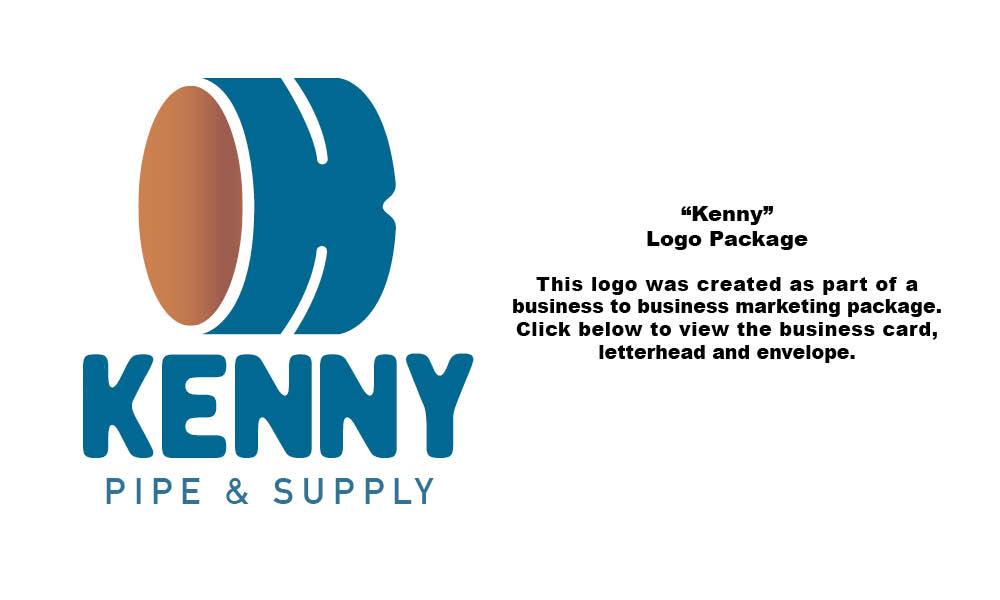 KENNY
PIPE & SUPPLY
“Kenny”
Logo Package
This logo was created as part of a
business to business marketing package.
Click below to view the business card,
letterhead and envelope.